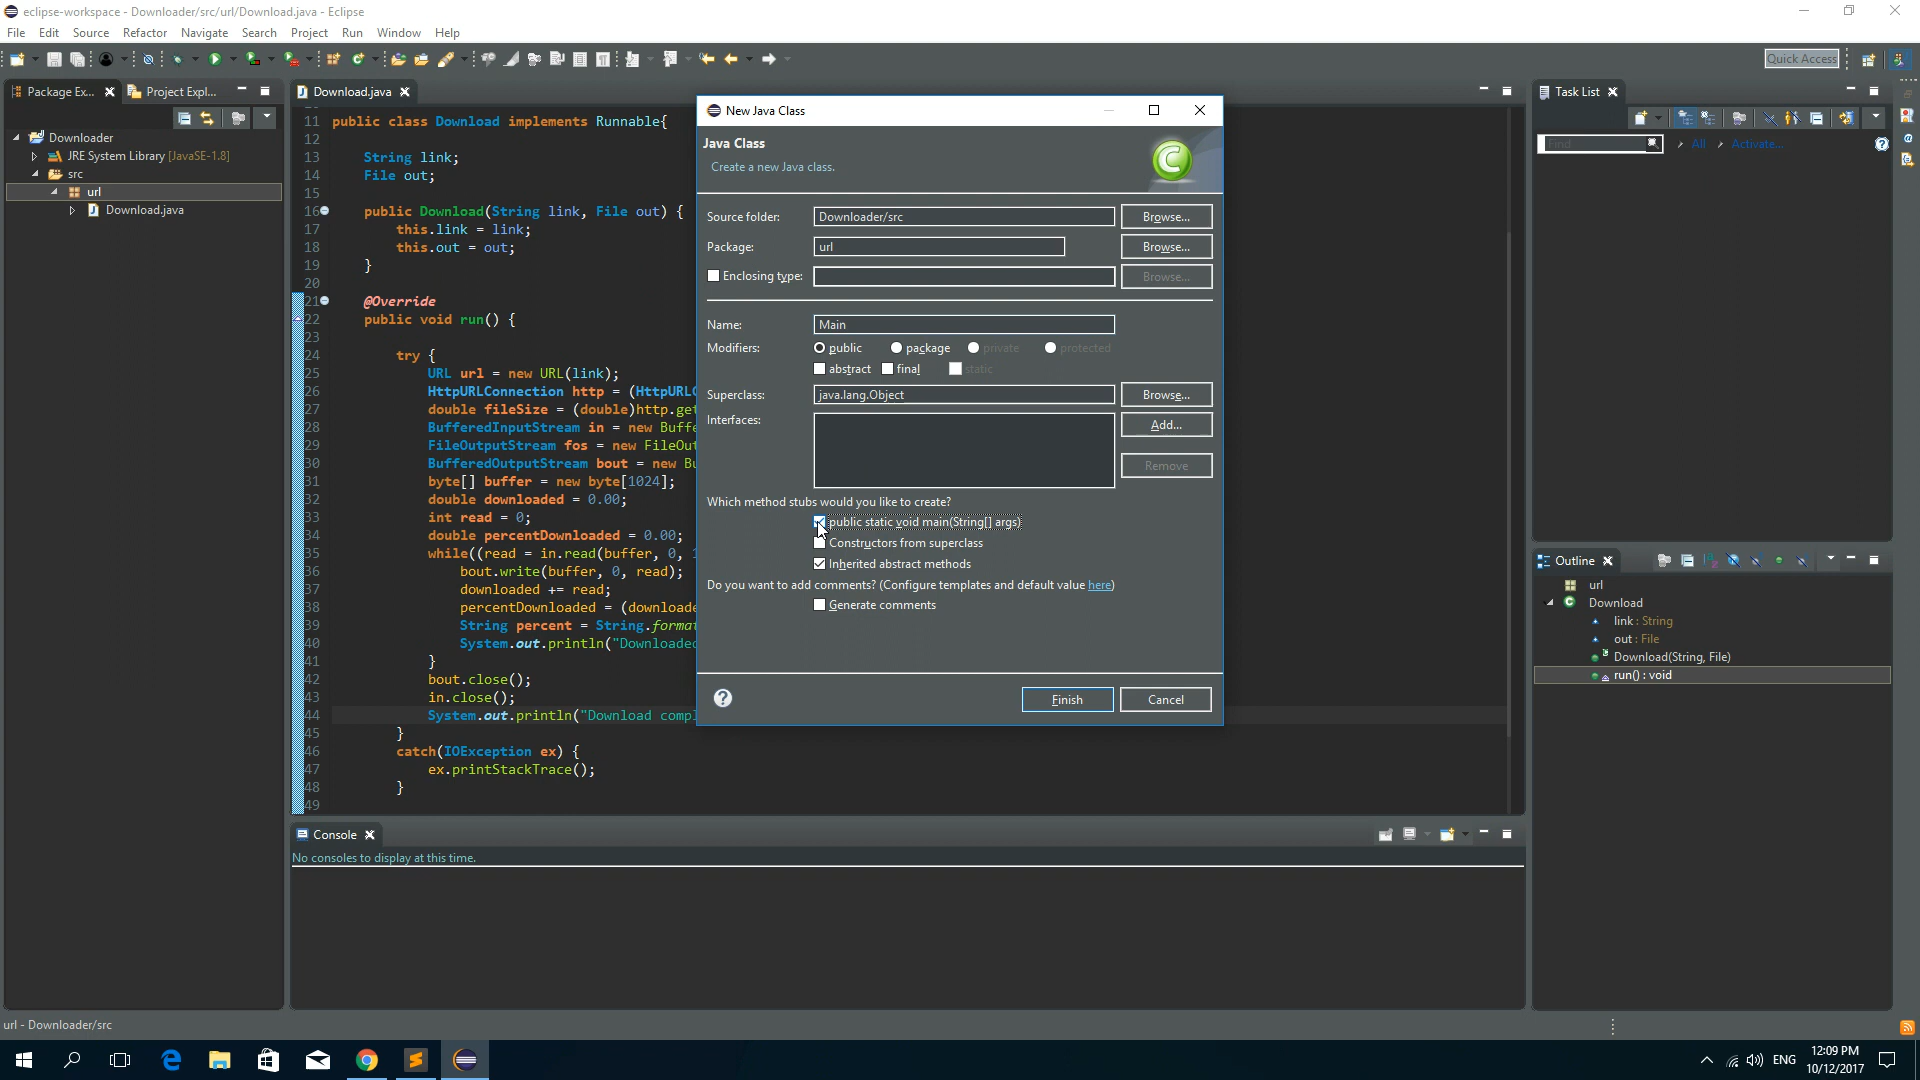 eclipse-workspace - Downloader/src/url/Download.java - Eclipse
File Edit Source Refactor Navigate Search Project Run Window Help
Quick Access
Package Ex... Project Expl...
Downloader
JRE System Library [JavaSE-1.8]
src
url
Download.java
Download.java
11 public class Download implements Runnable{
12
13 String link;
14 File out;
15
16 public Download(String link, File out) {
17 this.link = link;
18 this.out = out;
19 }
20
21 @Override
22 public void run() {
23
24 try {
25 URL url = new URL(link);
26 HttpURLConnection http = (HttpURLC
27 double fileSize = (double)http.get
28 BufferedInputStream in = new Buffe
29 FileOutputStream fos = new FileOut
30 BufferedOutputStream bout = new Bu
31 byte[] buffer = new byte[1024];
32 double downloaded = 0.00;
33 int read = 0;
34 double percentDownloaded = 0.00;
35 while((read = in.read(buffer, 0, 1
36 bout.write(buffer, 0, read);
37 downloaded += read;
38 percentDownloaded = (downloade
39 String percent = String.format
40 System.out.println("Downloaded
41 }
42 bout.close();
43 in.close();
44 System.out.println("Download compl
45 }
46 catch(IOException ex) {
47 ex.printStackTrace();
48 }
49
New Java Class
Java Class
Create a new Java class.
Source folder: Downloader/src Browse...
Package: url Browse...
Enclosing type: Browse...
Name: Main
Modifiers: public package private protected
abstract final static
Superclass: java.lang.Object Browse...
Interfaces: Add...
Remove
Which method stubs would you like to create?
public static void main(String[] args)
Constructors from superclass
Inherited abstract methods
Do you want to add comments? (Configure templates and default value here)
Generate comments
Finish Cancel
Console
No consoles to display at this time.
Task List
Find All Activate...
Outline
url
Download
link : String
out : File
Download(String, File)
run() : void
url - Downloader/src
ENG 12:09 PM
10/12/2017